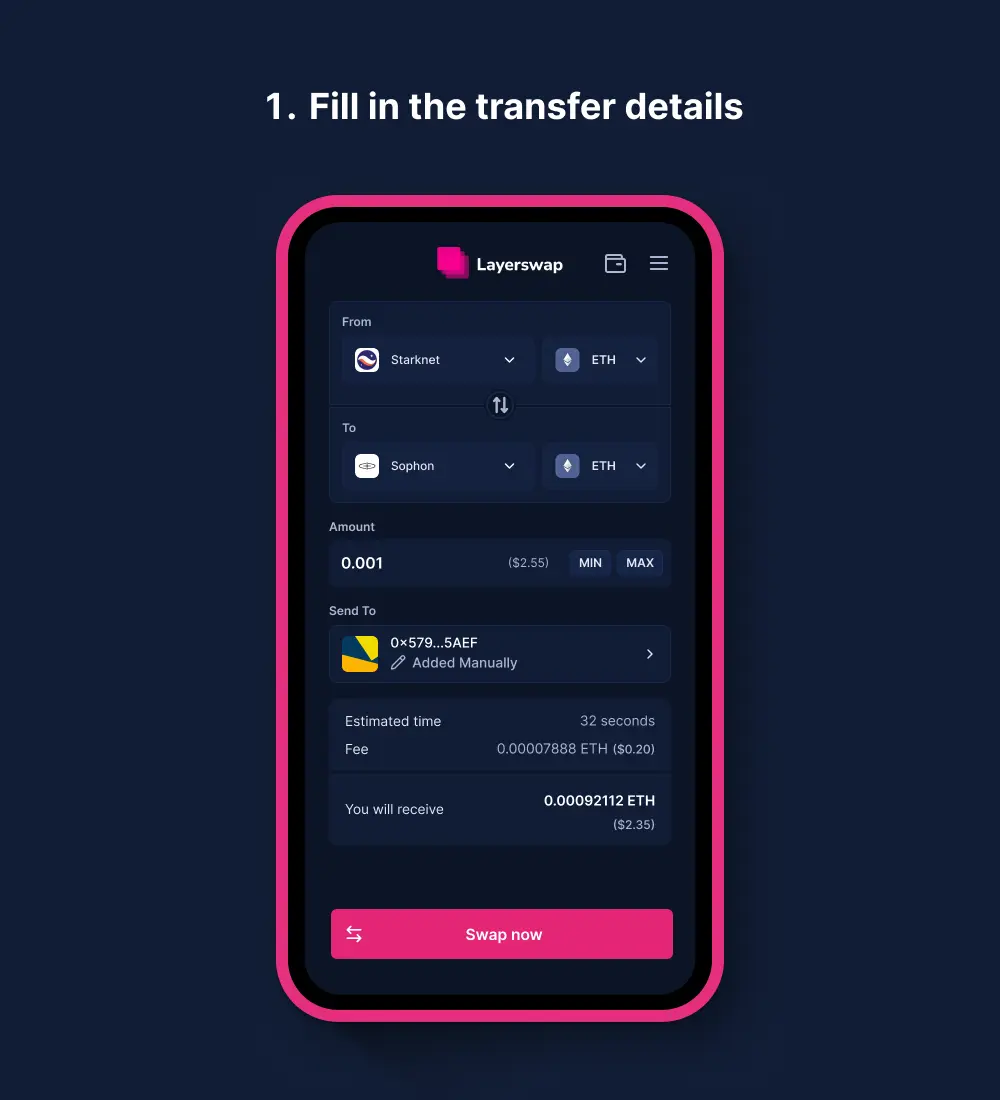 1. Fill in the transfer details
Layerswap
From
Starknet
ETH
To
Sophon
ETH
Amount
0.001 ($2.55) MIN MAX
Send To
0×579...5AEF
Added Manually
Estimated time 32 seconds
Fee 0.00007888 ETH ($0.20)
You will receive 0.00092112 ETH
($2.35)
Swap now